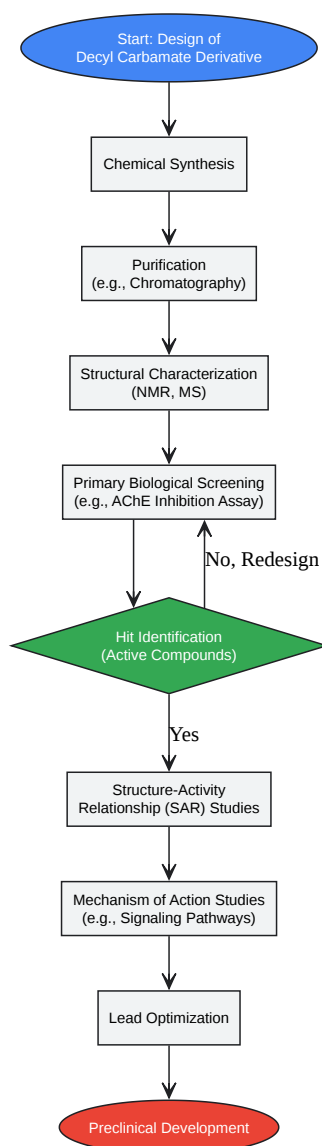 Start: Design of
Decyl Carbamate Derivative
Chemical Synthesis
Purification
(e.g., Chromatography)
Structural Characterization
(NMR, MS)
Primary Biological Screening
(e.g., AChE Inhibition Assay)
No, Redesign
Hit Identification
(Active Compounds)
Yes
Structure-Activity
Relationship (SAR) Studies
Mechanism of Action Studies
(e.g., Signaling Pathways)
Lead Optimization
Preclinical Development